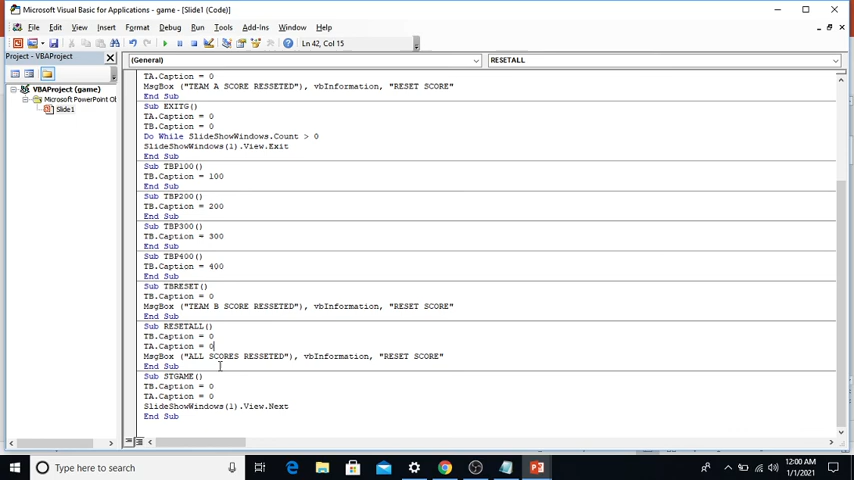 Microsoft Visual Basic for Applications - game - [Slide1 (Code)]
File Edit View Insert Format Debug Run Tools Add-Ins Window Help
Ln 42, Col 15
Project - VBAProject
(General) RESETALL
VBAProject (game)
Microsoft PowerPoint Ob
Slide1
TA.Caption = 0
MsgBox ("TEAM A SCORE RESSETED"), vbInformation, "RESET SCORE"
End Sub
Sub EXITG()
TA.Caption = 0
TB.Caption = 0
Do While SlideShowWindows.Count > 0
SlideShowWindows(1).View.Exit
End Sub
Sub TBP100()
TB.Caption = 100
End Sub
Sub TBP200()
TB.Caption = 200
End Sub
Sub TBP300()
TB.Caption = 300
End Sub
Sub TBP400()
TB.Caption = 400
End Sub
Sub TBRESET()
TB.Caption = 0
MsgBox ("TEAM B SCORE RESSETED"), vbInformation, "RESET SCORE"
End Sub
Sub RESETALL()
TB.Caption = 0
TA.Caption = 0
MsgBox ("ALL SCORES RESSETED"), vbInformation, "RESET SCORE"
End Sub
Sub STGAME()
TB.Caption = 0
TA.Caption = 0
SlideShowWindows(1).View.Next
End Sub
Type here to search
12:00 AM
1/1/2021